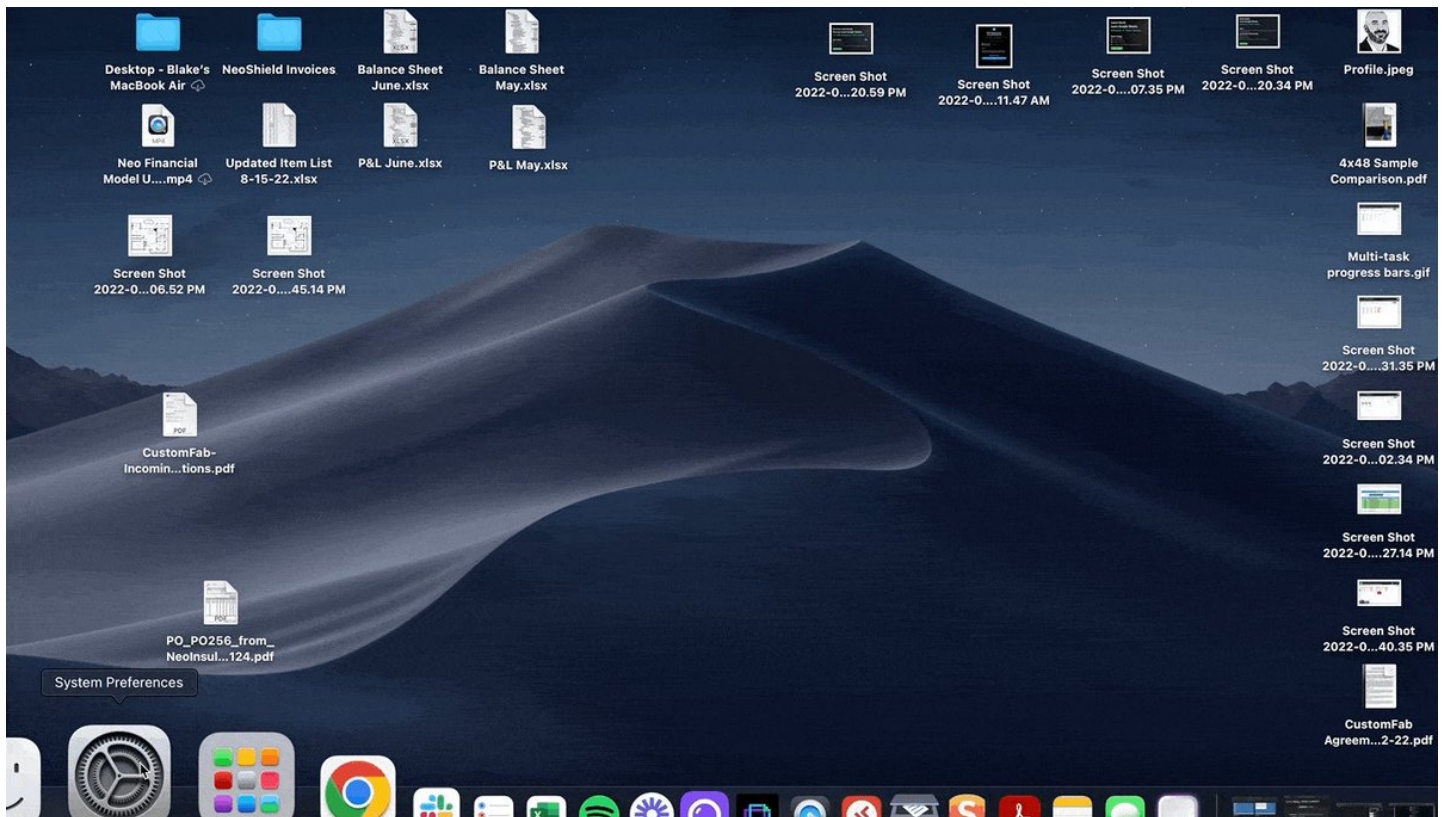 Desktop - Blake's
MacBook Air
NeoShield Invoices
Balance Sheet
June.xlsx
Balance Sheet
May.xlsx
Screen Shot
2022-0...20.59 PM
Screen Shot
2022-0....11.47 AM
Screen Shot
2022-0....07.35 PM
Screen Shot
2022-0...20.34 PM
Profile.jpeg
Neo Financial
Model U....mp4
Updated Item List
8-15-22.xlsx
P&L June.xlsx
P&L May.xlsx
4x48 Sample
Comparison.pdf
Screen Shot
2022-0...06.52 PM
Screen Shot
2022-0....45.14 PM
Multi-task
progress bars.gif
Screen Shot
2022-0....31.35 PM
CustomFab-
Incomin...tions.pdf
Screen Shot
2022-0...02.34 PM
Screen Shot
2022-0....27.14 PM
PO_PO256_from_
NeoInsul...124.pdf
Screen Shot
2022-0...40.35 PM
System Preferences
CustomFab
Agreem...2-22.pdf
XLSX
XLSX
MP4
PDF
PDF